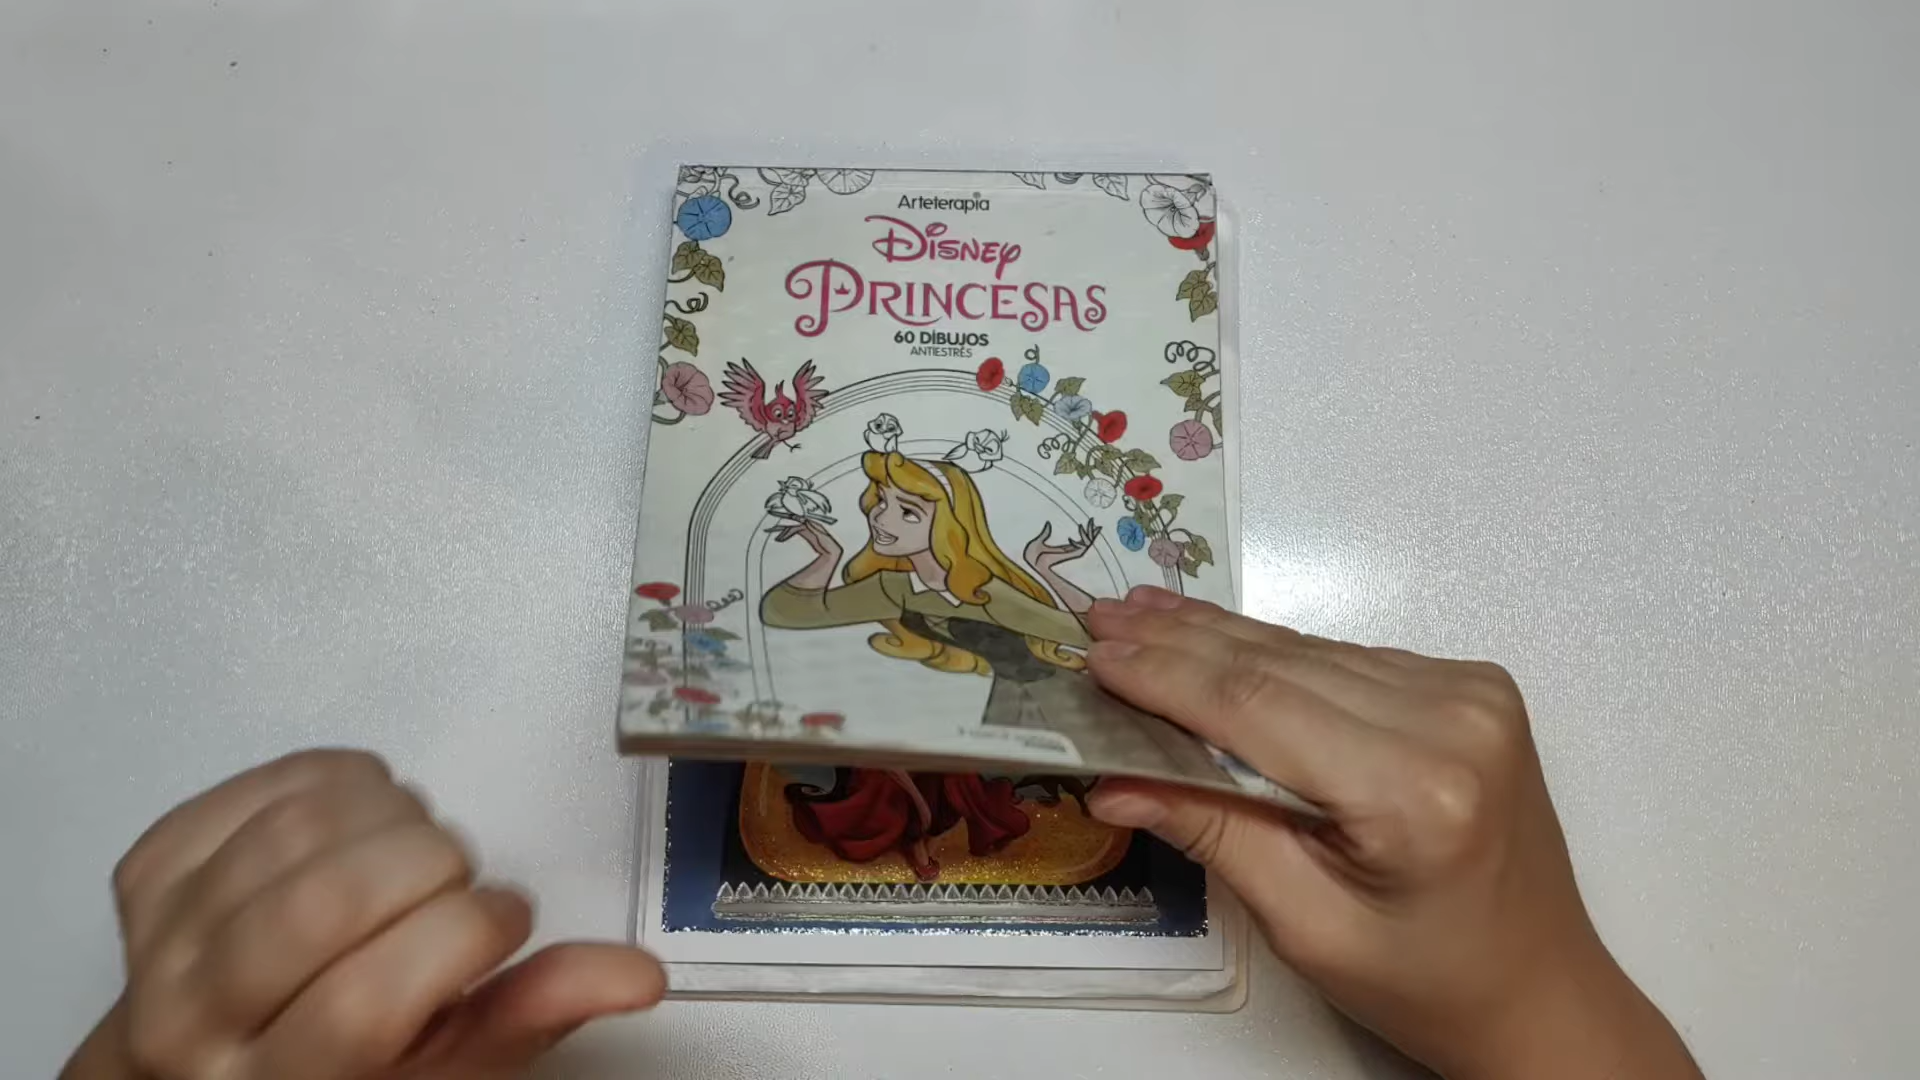 Arteterapia
Disney
PRINCESAS
60 DIBUJOS
ANTIESTRÉS